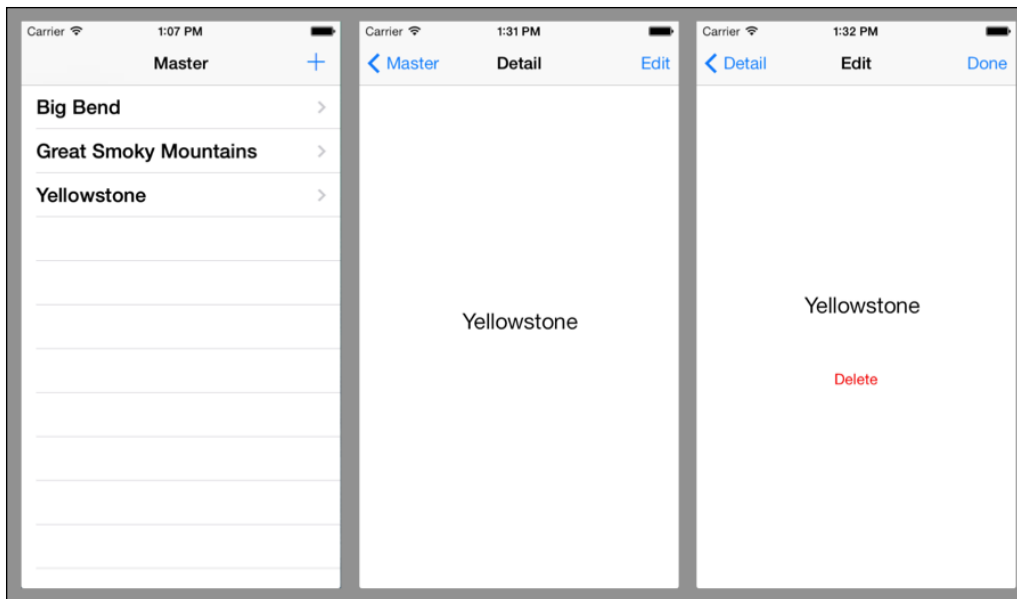 Carrier 1:07 PM
Master +
Big Bend
Great Smoky Mountains
Yellowstone
Carrier 1:31 PM
Master Detail Edit
Yellowstone
Carrier 1:32 PM
Detail Edit Done
Yellowstone
Delete